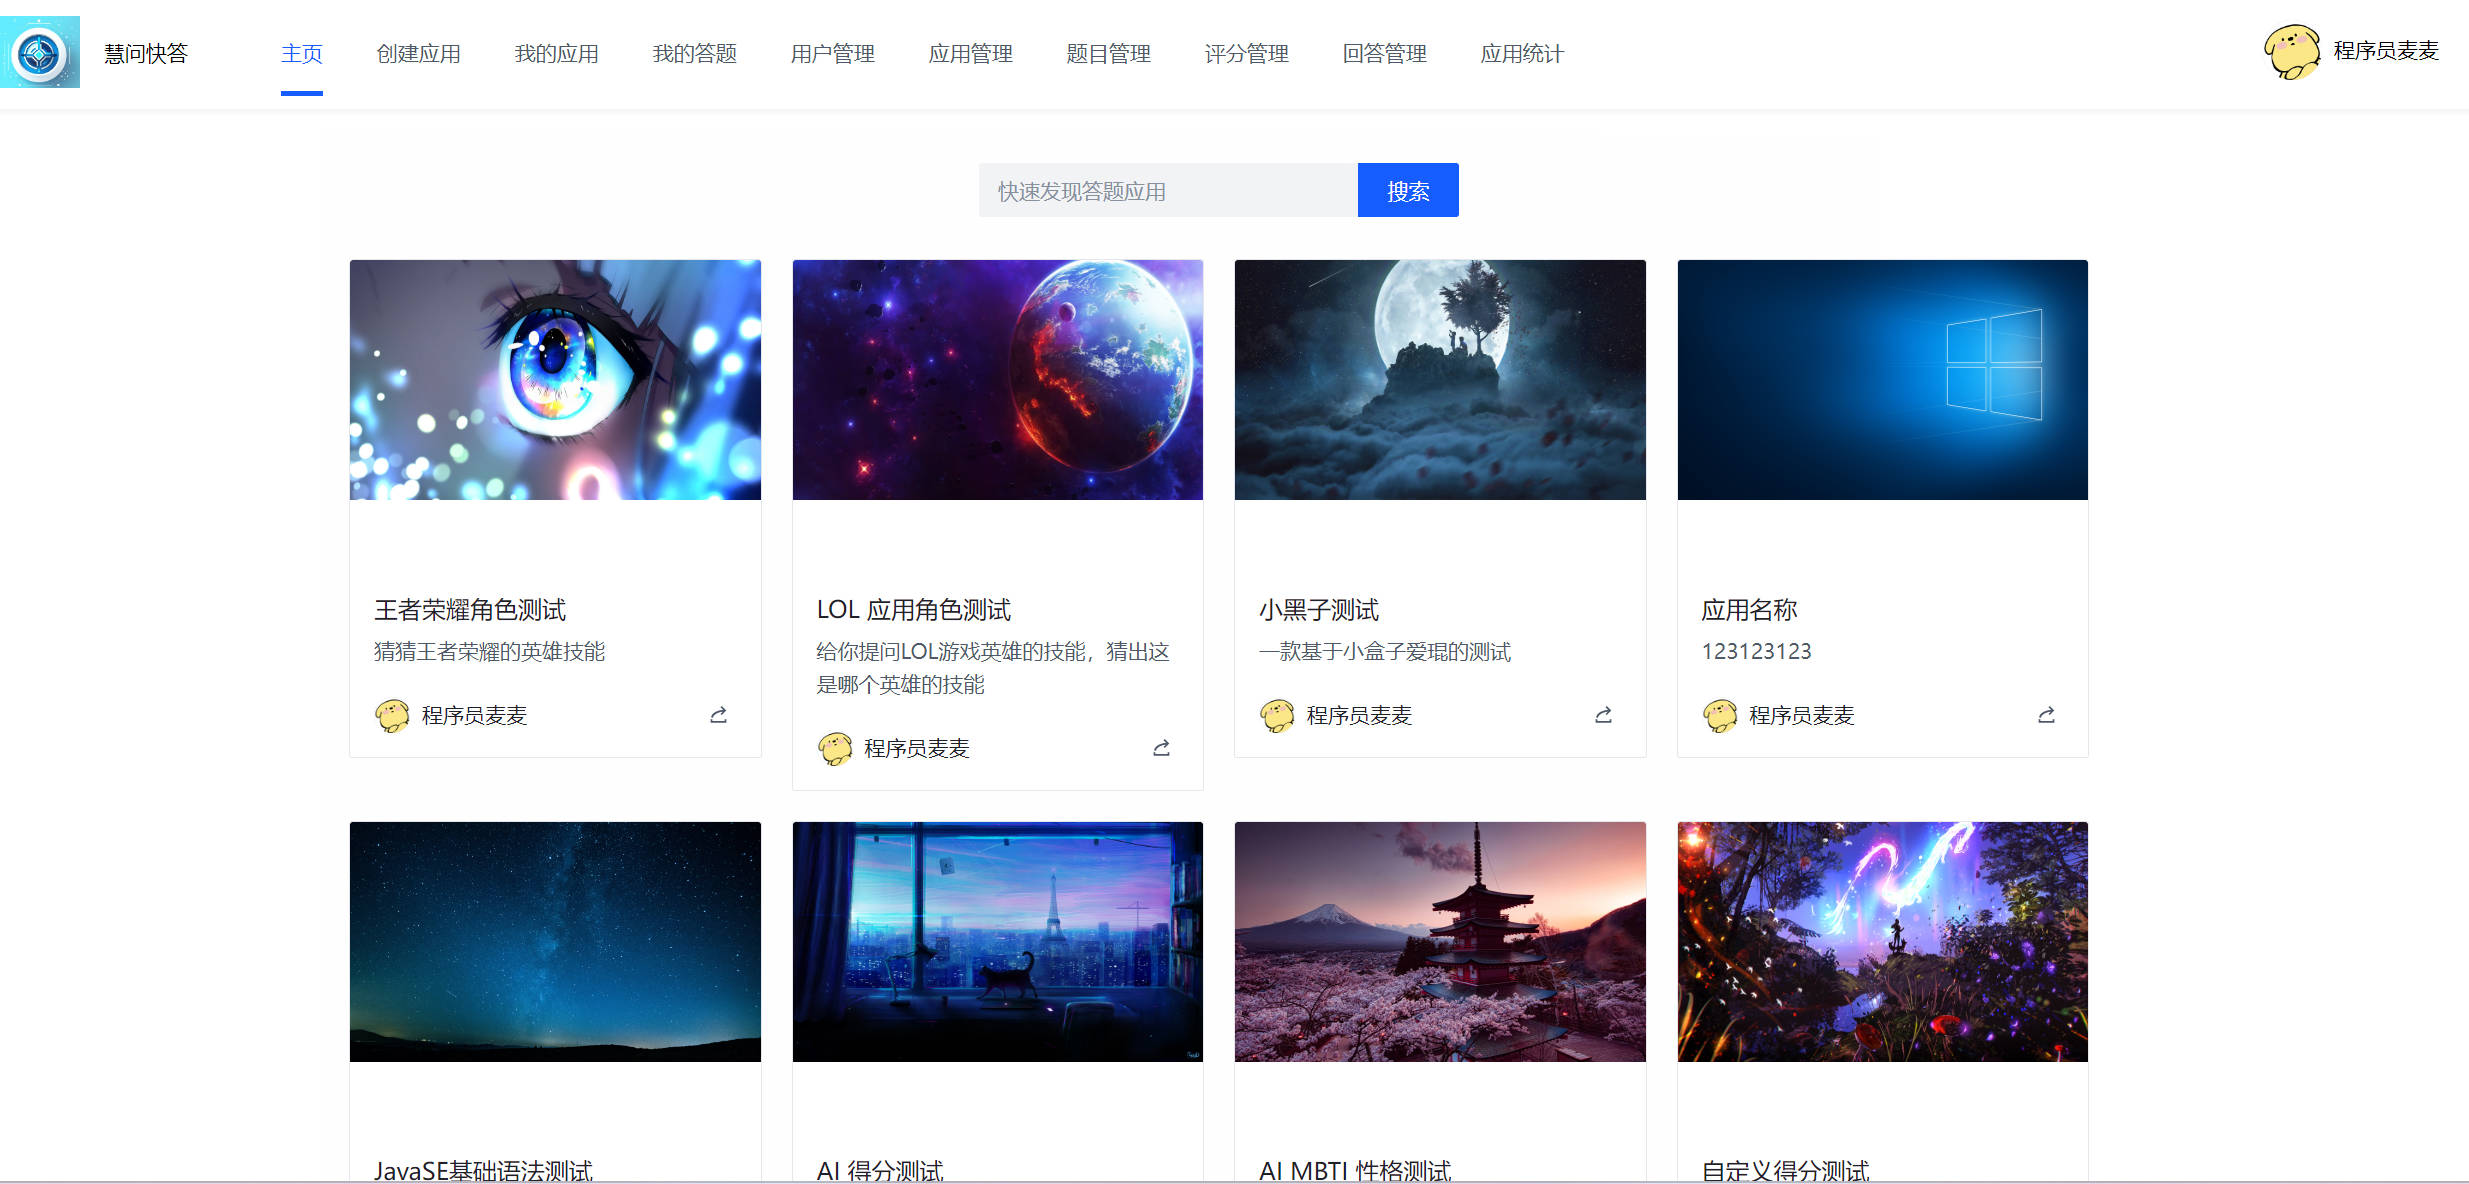 慧问快答
主页
创建应用
我的应用
我的答题
用户管理
应用管理
题目管理
评分管理
回答管理
应用统计
程序员麦麦
快速发现答题应用
搜索
王者荣耀角色测试
猜猜王者荣耀的英雄技能
程序员麦麦
LOL 应用角色测试
给你提问LOL游戏英雄的技能，猜出这
是哪个英雄的技能
程序员麦麦
小黑子测试
一款基于小盒子爱琨的测试
程序员麦麦
应用名称
123123123
程序员麦麦
JavaSE基础语法测试
AI 得分测试
AI MBTI 性格测试
自定义得分测试